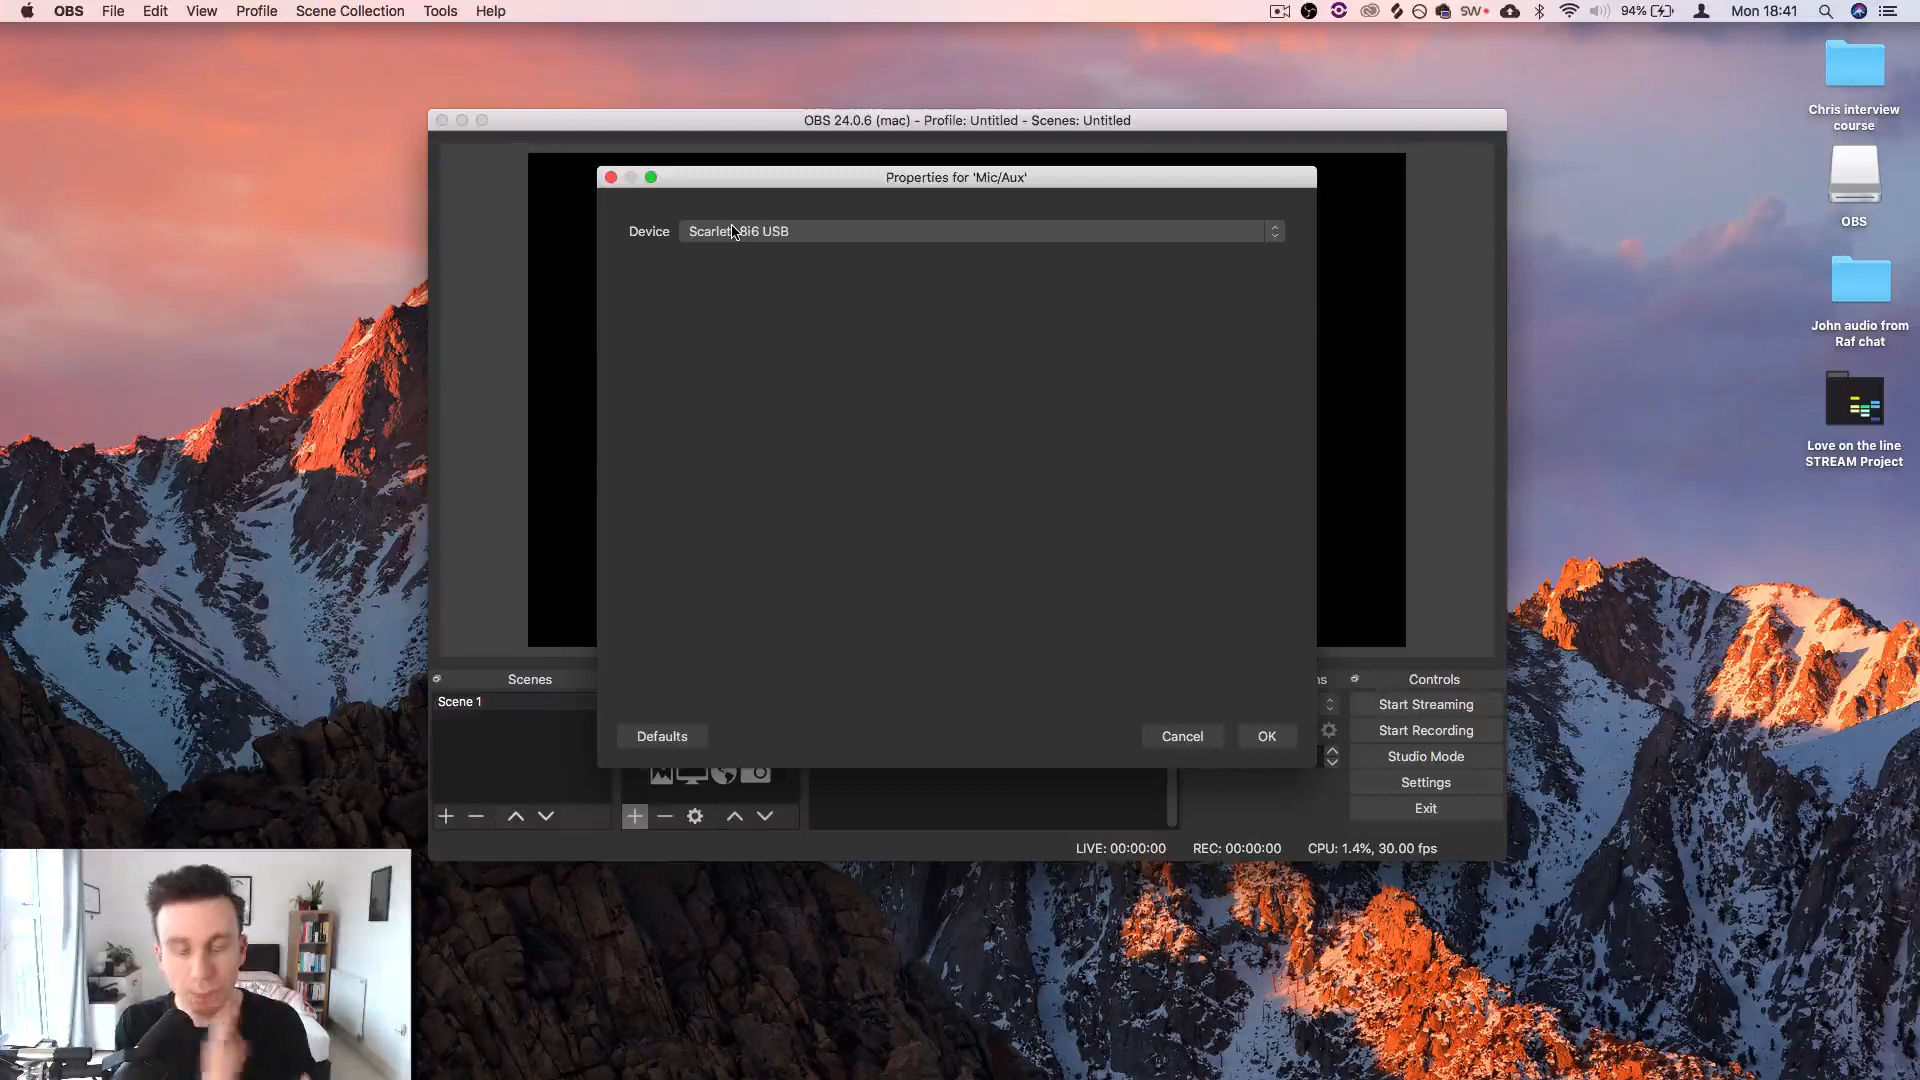 OBS File Edit View Profile Scene Collection Tools Help
SW 94% Mon 18:41
Chris interview
course
OBS
John audio from
Raf chat
Love on the line
STREAM Project
OBS 24.0.6 (mac) - Profile: Untitled - Scenes: Untitled
Properties for 'Mic/Aux'
Device Scarlett 8i6 USB
Defaults Cancel OK
Scenes ns Controls
Scene 1
Start Streaming
Start Recording
Studio Mode
Settings
Exit
LIVE: 00:00:00 REC: 00:00:00 CPU: 1.4%, 30.00 fps